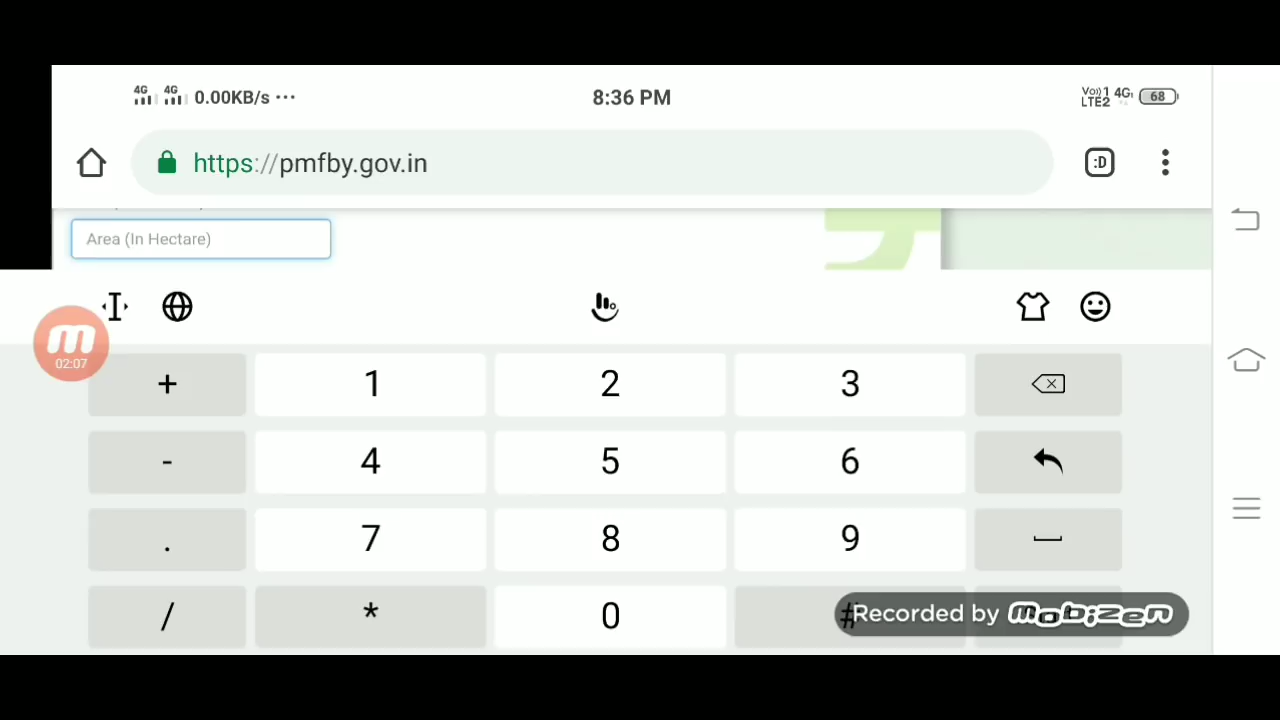 4G 4G 0.00KB/s ... 8:36 PM Vo)) 1 LTE2 4G 68
https://pmfby.gov.in :D
Area (In Hectare)
m 02:07
+ 1 2 3
- 4 5 6
. 7 8 9
/ * 0 #
Recorded by mobizen